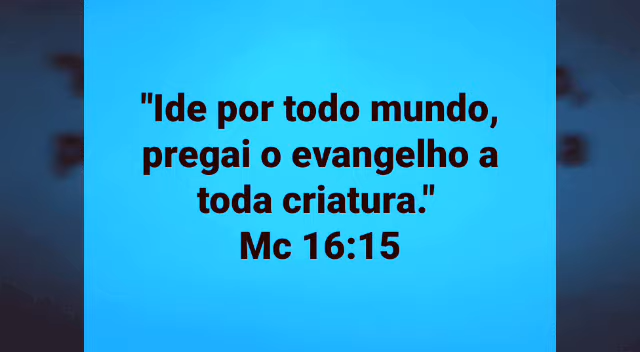 "Ide por todo mundo,
pregai o evangelho a
toda criatura."
Mc 16:15